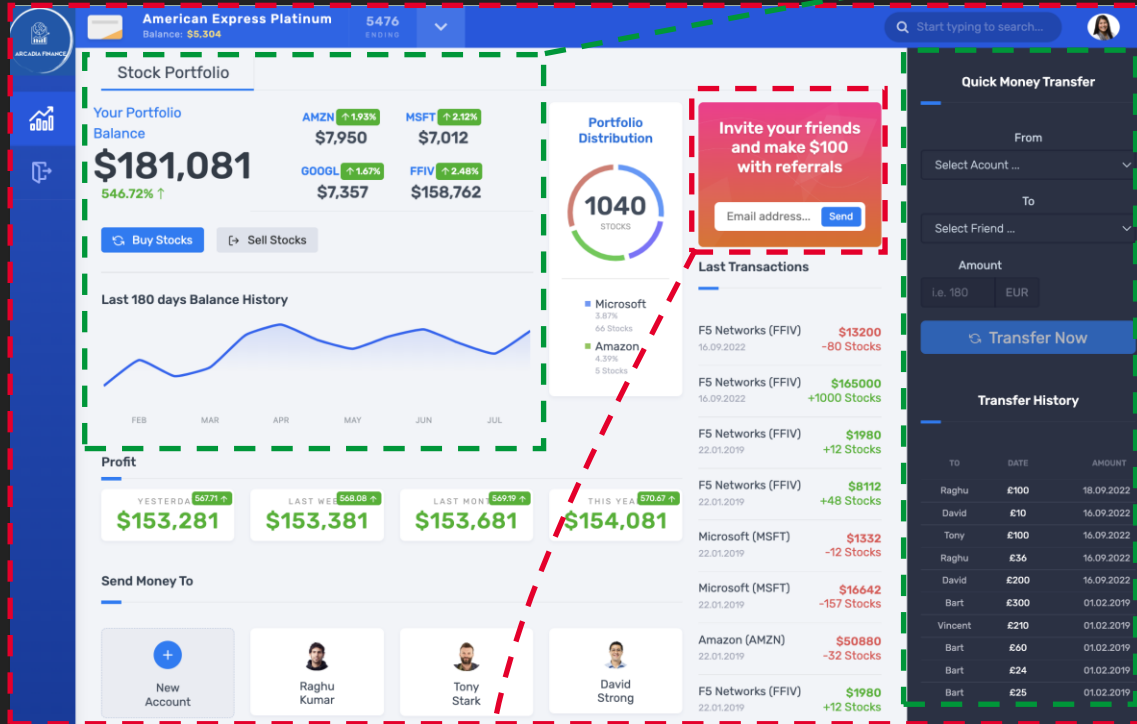 ARCADIA FINANCE
American Express Platinum
Balance: $5,304
5476
ENDING
Start typing to search...
Stock Portfolio
Your Portfolio
Balance
$181,081
546.72% ↑
AMZN ↑ 1.93%
$7,950
MSFT ↑ 2.12%
$7,012
GOOGL ↑ 1.67%
$7,357
FFIV ↑ 2.48%
$158,762
Buy Stocks
Sell Stocks
Last 180 days Balance History
FEB MAR APR MAY JUN JUL
Portfolio
Distribution
1040
STOCKS
Microsoft
3.87%
66 Stocks
Amazon
4.39%
5 Stocks
Invite your friends
and make $100
with referrals
Email address... Send
Last Transactions
F5 Networks (FFIV) $13200
16.09.2022 -80 Stocks
F5 Networks (FFIV) $165000
16.09.2022 +1000 Stocks
F5 Networks (FFIV) $1980
22.01.2019 +12 Stocks
F5 Networks (FFIV) $8112
22.01.2019 +48 Stocks
Microsoft (MSFT) $1332
22.01.2019 -12 Stocks
Microsoft (MSFT) $16642
22.01.2019 -157 Stocks
Amazon (AMZN) $50880
22.01.2019 -32 Stocks
F5 Networks (FFIV) $1980
22.01.2019 +12 Stocks
Profit
YESTERDA 567.71 ↑
$153,281
LAST WEE 568.08 ↑
$153,381
LAST MONT 569.19 ↑
$153,681
THIS YEA 570.67 ↑
$154,081
Send Money To
New
Account
Raghu
Kumar
Tony
Stark
David
Strong
Quick Money Transfer
From
Select Acount ...
To
Select Friend ...
Amount
i.e. 180 EUR
Transfer Now
Transfer History
TO DATE AMOUNT
Raghu £100 18.09.2022
David £10 16.09.2022
Tony £100 16.09.2022
Raghu £36 16.09.2022
David £200 16.09.2022
Bart £300 01.02.2019
Vincent £210 01.02.2019
Bart £60 01.02.2019
Bart £24 01.02.2019
Bart £25 01.02.2019